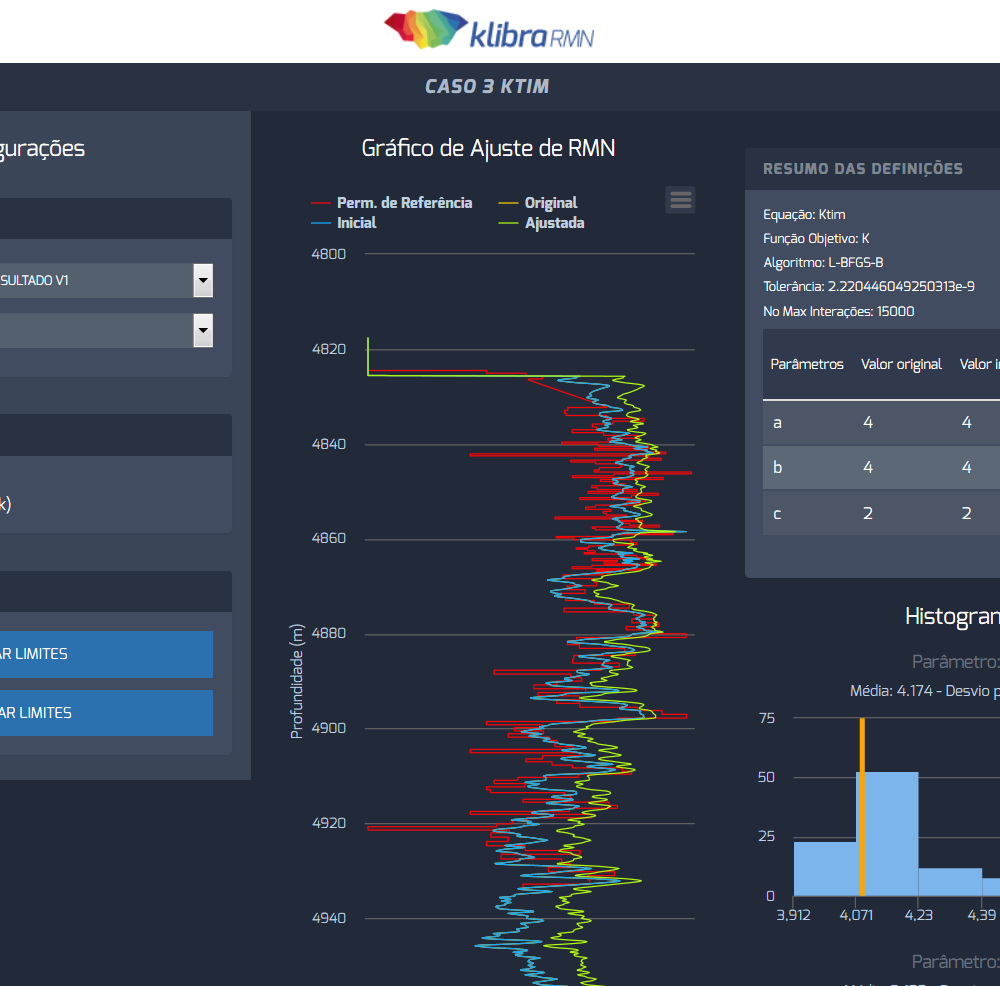 klibra RMN
CASO 3 KTIM
gurações
SULTADO V1
k)
AR LIMITES
AR LIMITES
Gráfico de Ajuste de RMN
Perm. de Referência
Original
Inicial
Ajustada
Profundidade (m)
4800
4820
4840
4860
4880
4900
4920
4940
RESUMO DAS DEFINIÇÕES
Equação: Ktim
Função Objetivo: K
Algoritmo: L-BFGS-B
Tolerância: 2.220446049250313e-9
No Max Interações: 15000
Parâmetros Valor original Valor in
a 4 4
b 4 4
c 2 2
Histogran
Parâmetro:
Média: 4.174 - Desvio p
75
50
25
0
3,912 4,071 4,23 4,39
Parâmetro: